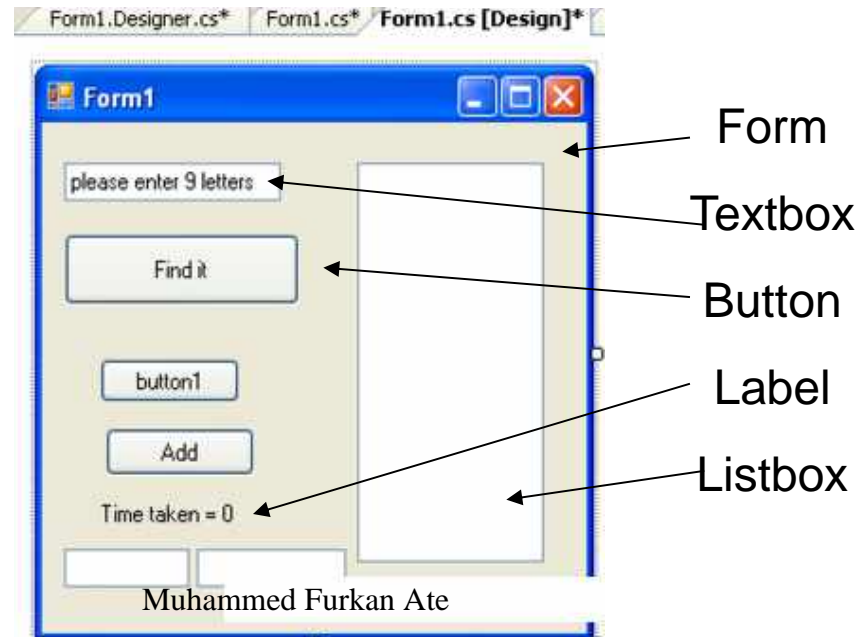 Form1.Designer.cs* Form1.cs* Form1.cs [Design]*
Form1
Form
please enter 9 letters
Textbox
Find it
Button
button1
Label
Add
Listbox
Time taken = 0
Muhammed Furkan Ate